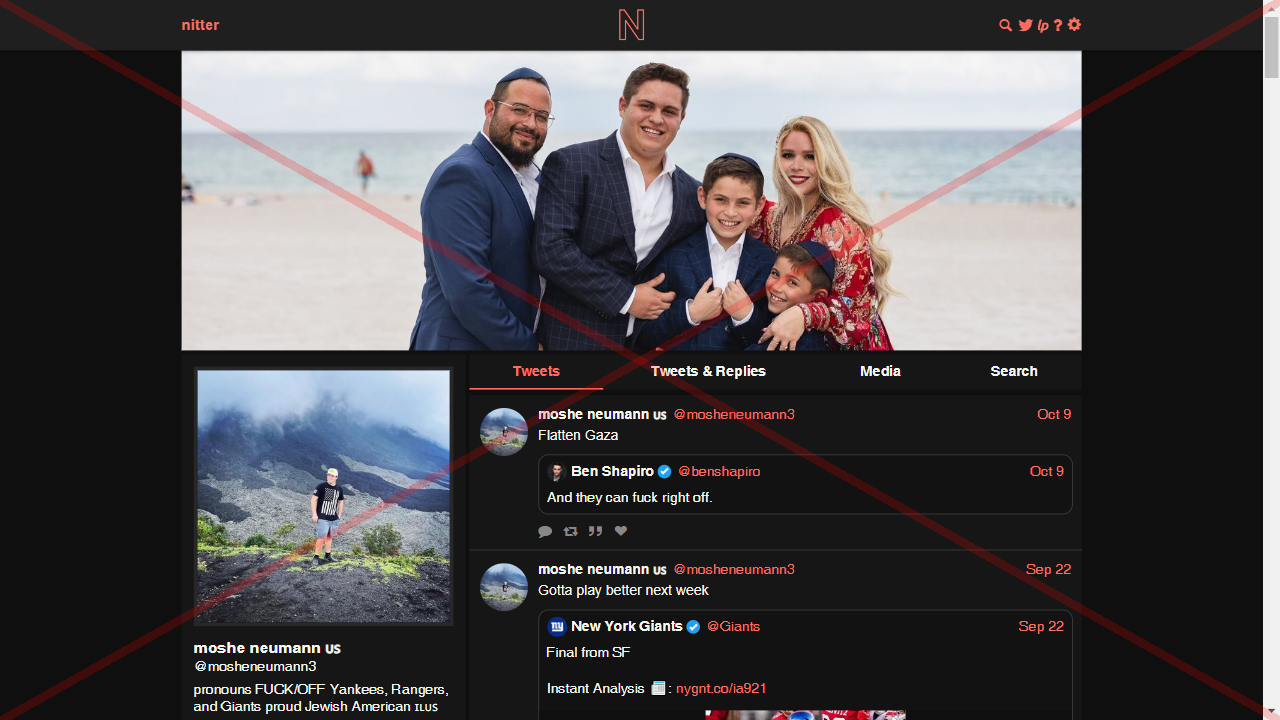 nitter
N
lp ?
Tweets
Tweets & Replies
Media
Search
moshe neumann US @mosheneumann3
Oct 9
Flatten Gaza
Ben Shapiro @benshapiro
Oct 9
And they can fuck right off.
moshe neumann US @mosheneumann3
Sep 22
Gotta play better next week
New York Giants @Giants
Sep 22
Final from SF
Instant Analysis : nygnt.co/ia921
moshe neumann US
@mosheneumann3
pronouns FUCK/OFF Yankees, Rangers,
and Giants proud Jewish American ILUS